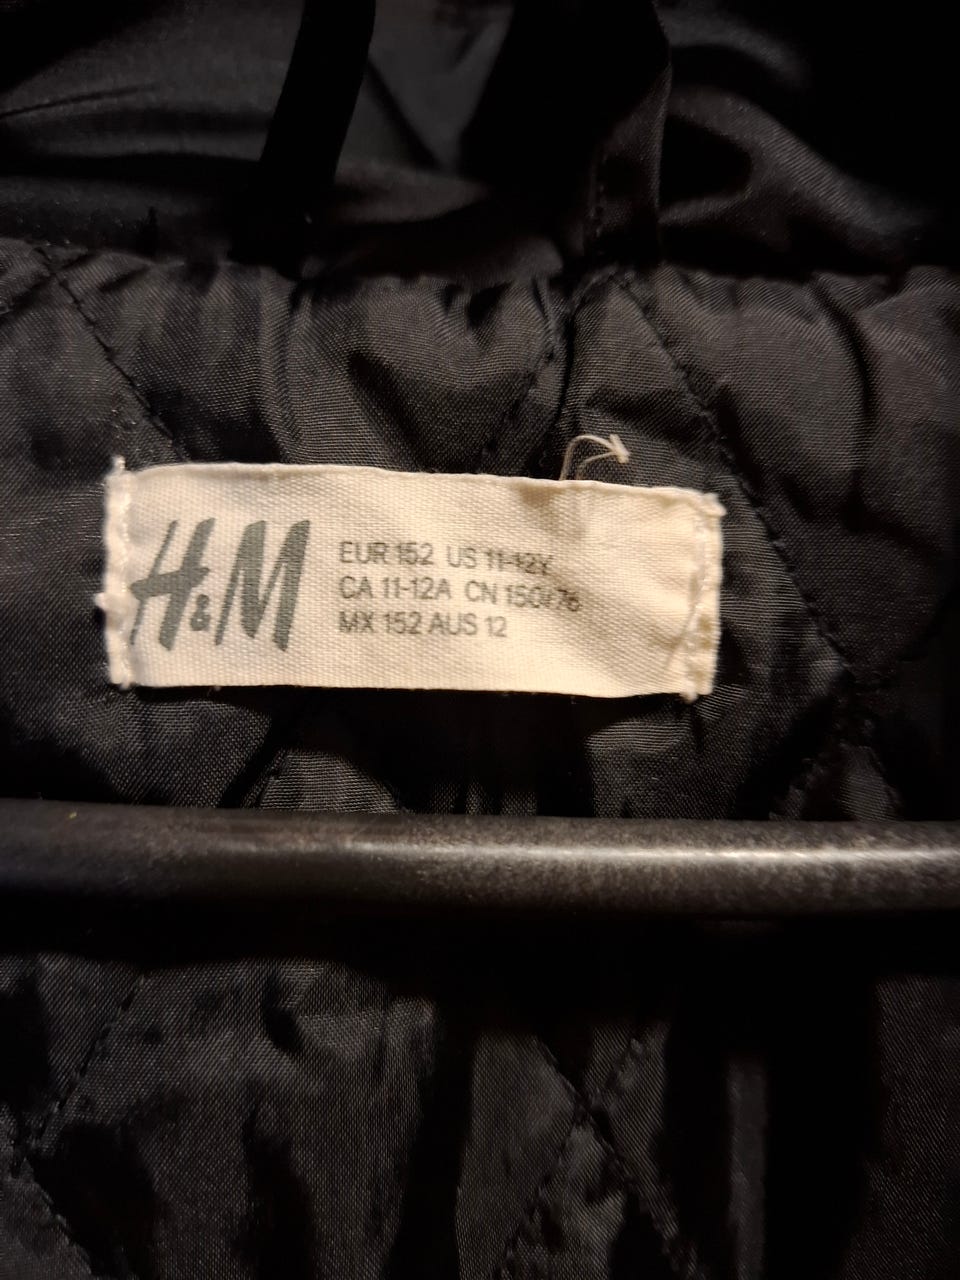 H&M
EUR 152 US 11-12Y
CA 11-12A CN 150/76
MX 152 AUS 12